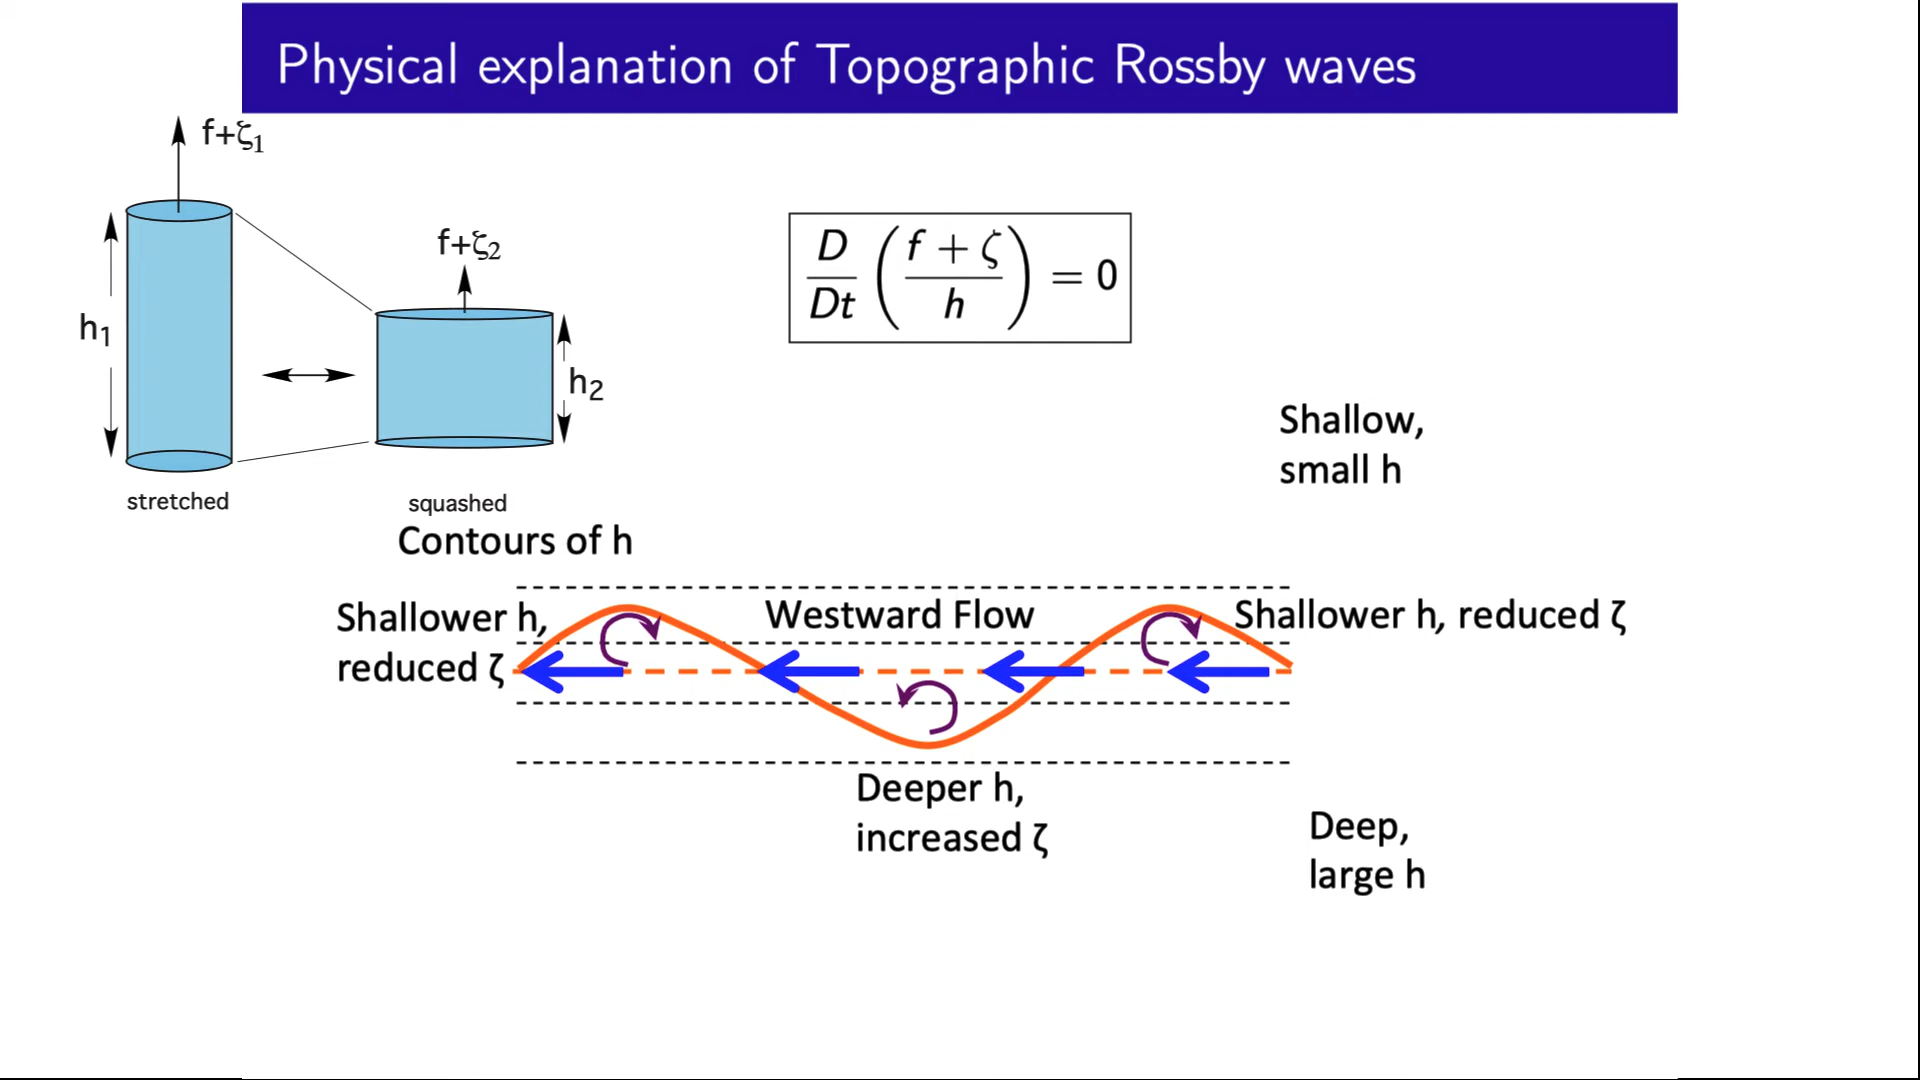 Physical explanation of Topographic Rossby waves
f+ζ₁
f+ζ₂
h₁
h₂
stretched
squashed
D/Dt ( (f + ζ)/h ) = 0
Shallow,
small h
Contours of h
Shallower h,
reduced ζ
Westward Flow
Shallower h, reduced ζ
Deeper h,
increased ζ
Deep,
large h